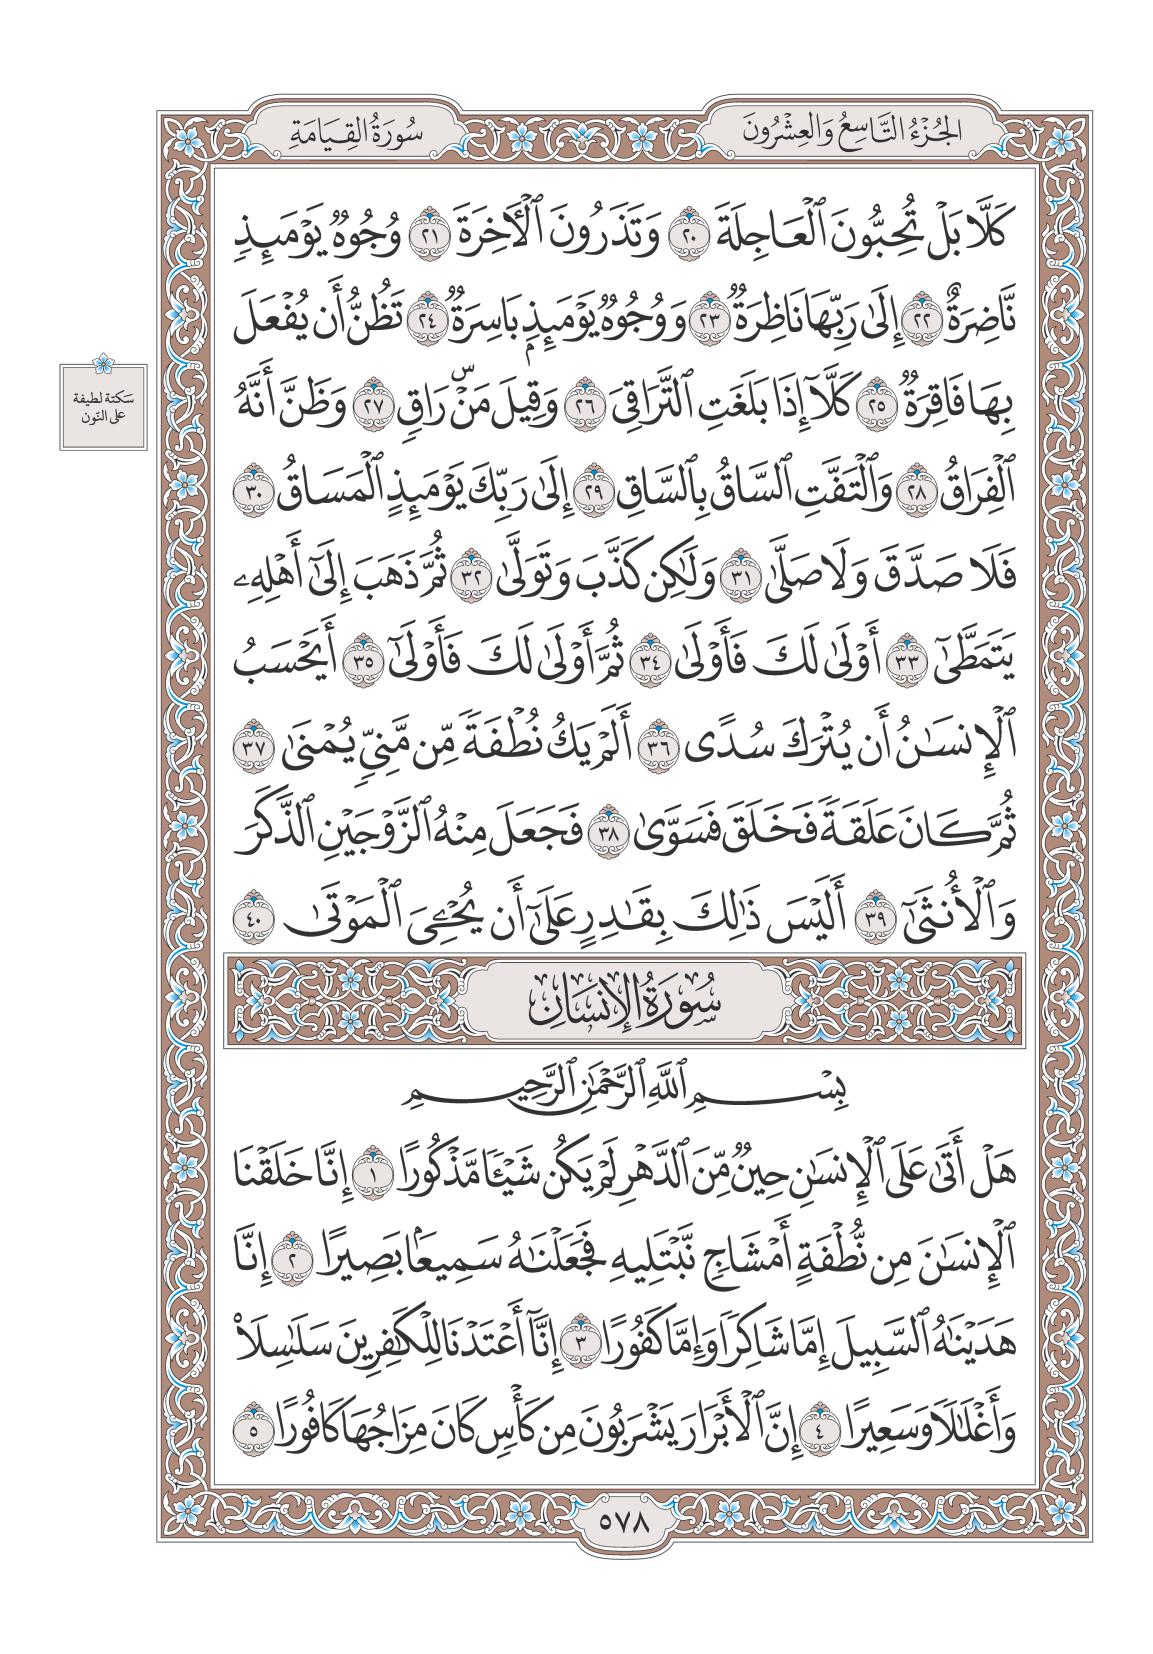 الجُزْءُ التَّاسِعُ وَالعِشْرُونَ
سُورَةُ القِيَامَةِ
كَلَّا بَلۡ تُحِبُّونَ ٱلۡعَاجِلَةَ ٢٠ وَتَذَرُونَ ٱلۡأٓخِرَةَ ٢١ وُجُوهٞ يَوۡمَئِذٖ
نَّاضِرَةٌ ٢٢ إِلَىٰ رَبِّهَا نَاظِرَةٞ ٢٣ وَوُجُوهٞ يَوۡمَئِذِۭ بَاسِرَةٞ ٢٤ تَظُنُّ أَن يُفۡعَلَ
بِهَا فَاقِرَةٞ ٢٥ كَلَّآ إِذَا بَلَغَتِ ٱلتَّرَاقِيَ ٢٦ وَقِيلَ مَنۡۜ رَاقٖ ٢٧ وَظَنَّ أَنَّهُ
ٱلۡفِرَاقُ ٢٨ وَٱلۡتَفَّتِ ٱلسَّاقُ بِٱلسَّاقِ ٢٩ إِلَىٰ رَبِّكَ يَوۡمَئِذٍ ٱلۡمَسَاقُ ٣٠
فَلَا صَدَّقَ وَلَا صَلَّىٰ ٣١ وَلَٰكِن كَذَّبَ وَتَوَلَّىٰ ٣٢ ثُمَّ ذَهَبَ إِلَىٰٓ أَهۡلِهِۦ
يَتَمَطَّىٰٓ ٣٣ أَوۡلَىٰ لَكَ فَأَوۡلَىٰ ٣٤ ثُمَّ أَوۡلَىٰ لَكَ فَأَوۡلَىٰٓ ٣٥ أَيَحۡسَبُ
ٱلۡإِنسَٰنُ أَن يُتۡرَكَ سُدًى ٣٦ أَلَمۡ يَكُ نُطۡفَةٗ مِّن مَّنِيّٖ يُمۡنَىٰ ٣٧
ثُمَّ كَانَ عَلَقَةٗ فَخَلَقَ فَسَوَّىٰ ٣٨ فَجَعَلَ مِنۡهُ ٱلزَّوۡجَيۡنِ ٱلذَّكَرَ
وَٱلۡأُنثَىٰٓ ٣٩ أَلَيۡسَ ذَٰلِكَ بِقَٰدِرٍ عَلَىٰٓ أَن يُحۡـِۧيَ ٱلۡمَوۡتَىٰ ٤٠
سكتة لطيفة
على النّون
سُورَةُ الإِنسَانِ
بِسۡمِ ٱللَّهِ ٱلرَّحۡمَٰنِ ٱلرَّحِيمِ
هَلۡ أَتَىٰ عَلَى ٱلۡإِنسَٰنِ حِينٞ مِّنَ ٱلدَّهۡرِ لَمۡ يَكُن شَيۡـٔٗا مَّذۡكُورًا ١ إِنَّا خَلَقۡنَا
ٱلۡإِنسَٰنَ مِن نُّطۡفَةٍ أَمۡشَاجٖ نَّبۡتَلِيهِ فَجَعَلۡنَٰهُ سَمِيعَۢا بَصِيرًا ٢ إِنَّا
هَدَيۡنَٰهُ ٱلسَّبِيلَ إِمَّا شَاكِرٗا وَإِمَّا كَفُورًا ٣ إِنَّآ أَعۡتَدۡنَا لِلۡكَٰفِرِينَ سَلَٰسِلَاْ
وَأَغۡلَٰلٗا وَسَعِيرًا ٤ إِنَّ ٱلۡأَبۡرَارَ يَشۡرَبُونَ مِن كَأۡسٖ كَانَ مِزَاجُهَا كَافُورًا ٥
٥٧٨